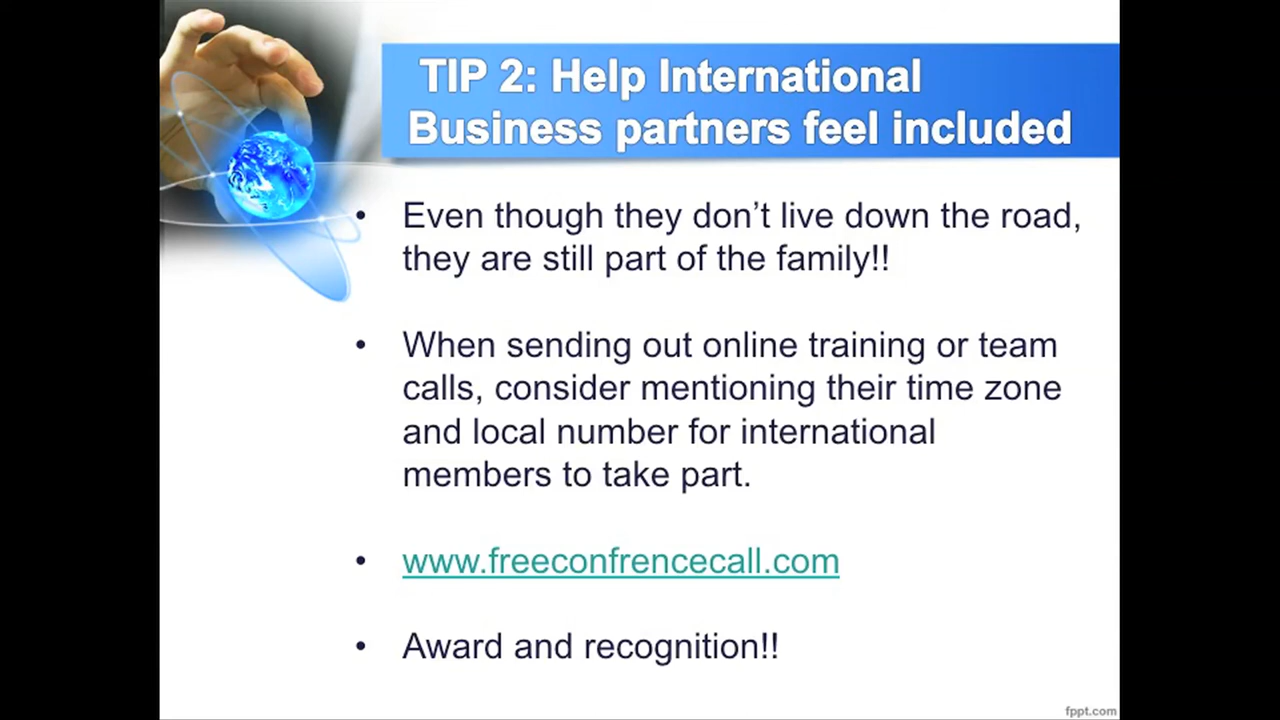 TIP 2: Help International
Business partners feel included
• Even though they don’t live down the road,
they are still part of the family!!
• When sending out online training or team
calls, consider mentioning their time zone
and local number for international
members to take part.
• www.freeconfrencecall.com
• Award and recognition!!
fppt.com